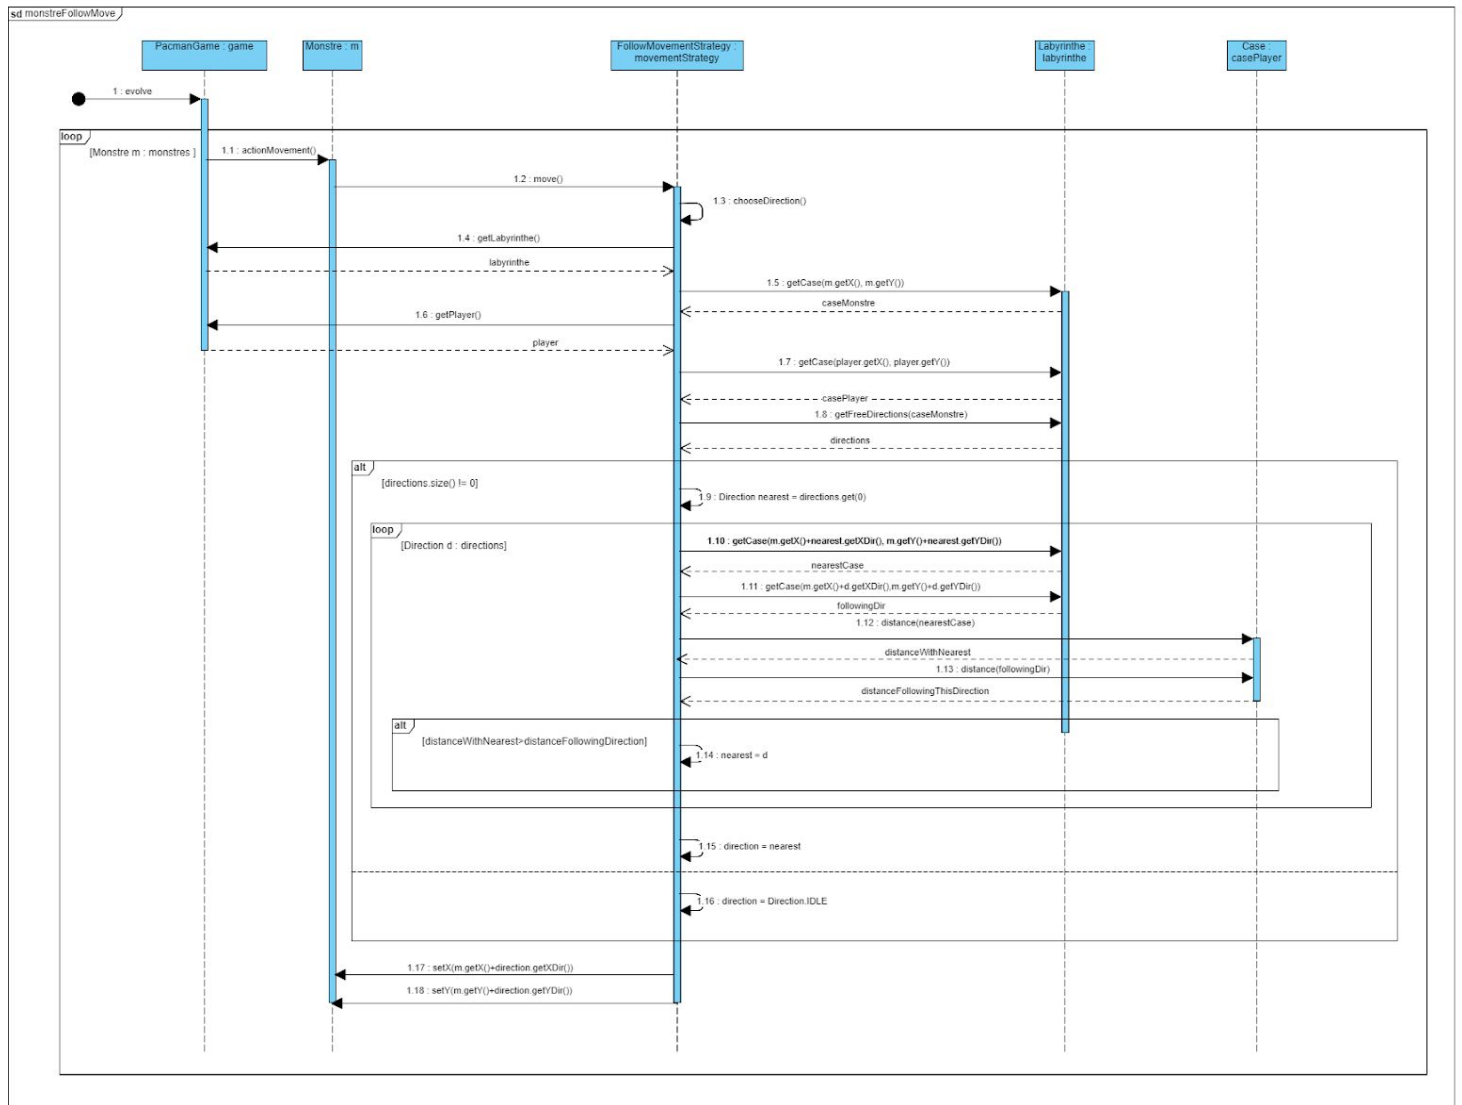 sd monstreFollowMove
PacmanGame : game
Monstre : m
FollowMovementStrategy :
movementStrategy
Labyrinthe :
labyrinthe
Case :
casePlayer
1 : evolve
loop
[Monstre m : monstres ]
1.1 : actionMovement()
1.2 : move()
1.3 : chooseDirection()
1.4 : getLabyrinthe()
labyrinthe
1.5 : getCase(m.getX(), m.getY())
caseMonstre
1.6 : getPlayer()
player
1.7 : getCase(player.getX(), player.getY())
casePlayer
1.8 : getFreeDirections(caseMonstre)
directions
alt
[directions.size() != 0]
1.9 : Direction nearest = directions.get(0)
loop
[Direction d : directions]
1.10 : getCase(m.getX()+nearest.getXDir(), m.getY()+nearest.getYDir())
nearestCase
1.11 : getCase(m.getX()+d.getXDir(),m.getY()+d.getYDir())
followingDir
1.12 : distance(nearestCase)
distanceWithNearest
1.13 : distance(followingDir)
distanceFollowingThisDirection
alt
[distanceWithNearest>distanceFollowingDirection]
1.14 : nearest = d
1.15 : direction = nearest
1.16 : direction = Direction.IDLE
1.17 : setX(m.getX()+direction.getXDir())
1.18 : setY(m.getY()+direction.getYDir())